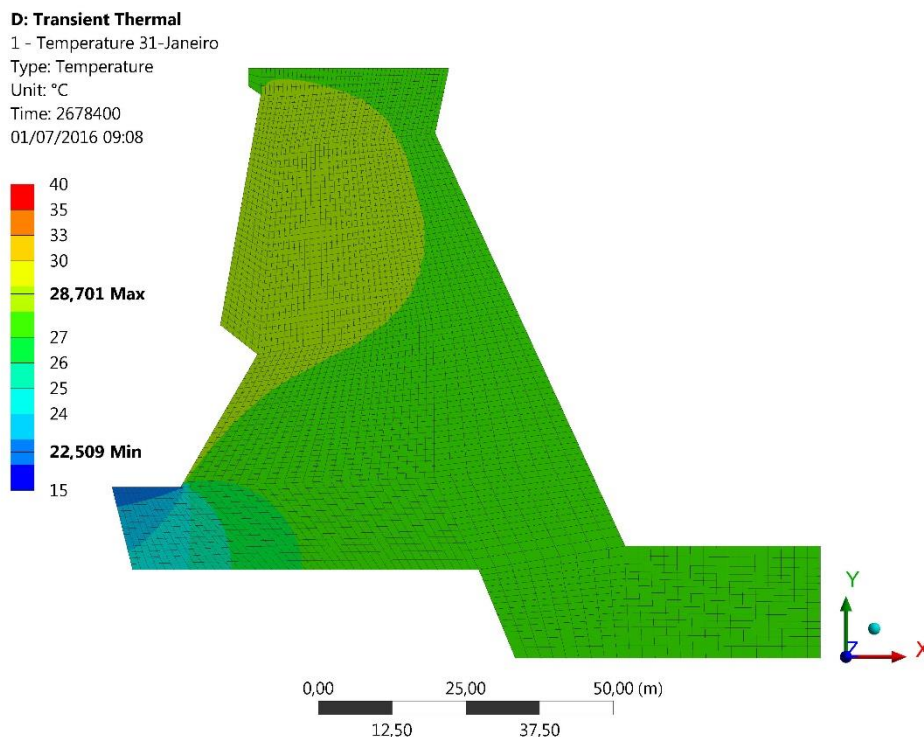 D: Transient Thermal
1 - Temperature 31-Janeiro
Type: Temperature
Unit: °C
Time: 2678400
01/07/2016 09:08
40
35
33
30
28,701 Max
27
26
25
24
22,509 Min
15
Y
Z
X
0,00 25,00 50,00 (m)
12,50 37,50